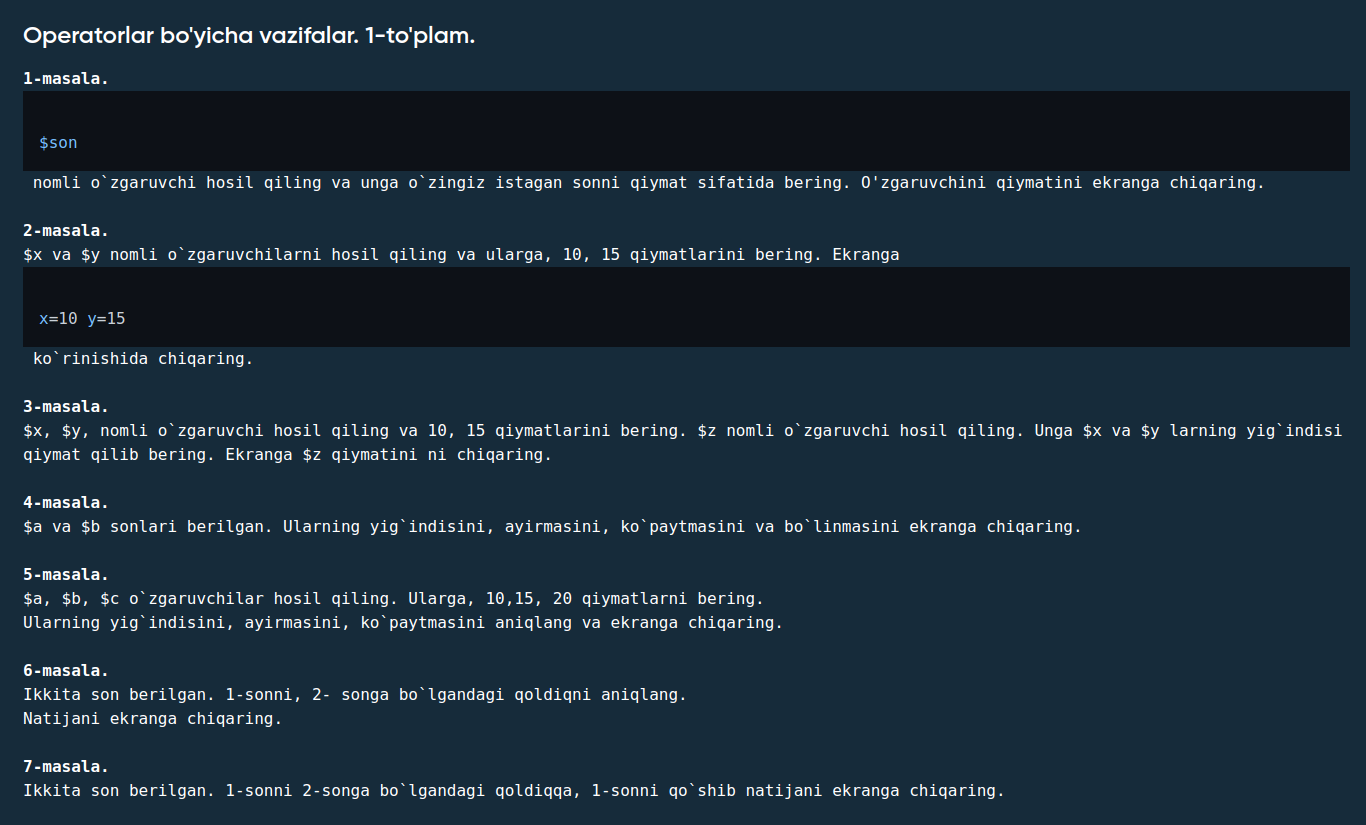 Operatorlar bo'yicha vazifalar. 1-to'plam.
1-masala.
$son
nomli o`zgaruvchi hosil qiling va unga o`zingiz istagan sonni qiymat sifatida bering. O'zgaruvchini qiymatini ekranga chiqaring.
2-masala.
$x va $y nomli o`zgaruvchilarni hosil qiling va ularga, 10, 15 qiymatlarini bering. Ekranga
x=10 y=15
ko`rinishida chiqaring.
3-masala.
$x, $y, nomli o`zgaruvchi hosil qiling va 10, 15 qiymatlarini bering. $z nomli o`zgaruvchi hosil qiling. Unga $x va $y larning yig`indisi
qiymat qilib bering. Ekranga $z qiymatini ni chiqaring.
4-masala.
$a va $b sonlari berilgan. Ularning yig`indisini, ayirmasini, ko`paytmasini va bo`linmasini ekranga chiqaring.
5-masala.
$a, $b, $c o`zgaruvchilar hosil qiling. Ularga, 10,15, 20 qiymatlarni bering.
Ularning yig`indisini, ayirmasini, ko`paytmasini aniqlang va ekranga chiqaring.
6-masala.
Ikkita son berilgan. 1-sonni, 2- songa bo`lgandagi qoldiqni aniqlang.
Natijani ekranga chiqaring.
7-masala.
Ikkita son berilgan. 1-sonni 2-songa bo`lgandagi qoldiqqa, 1-sonni qo`shib natijani ekranga chiqaring.